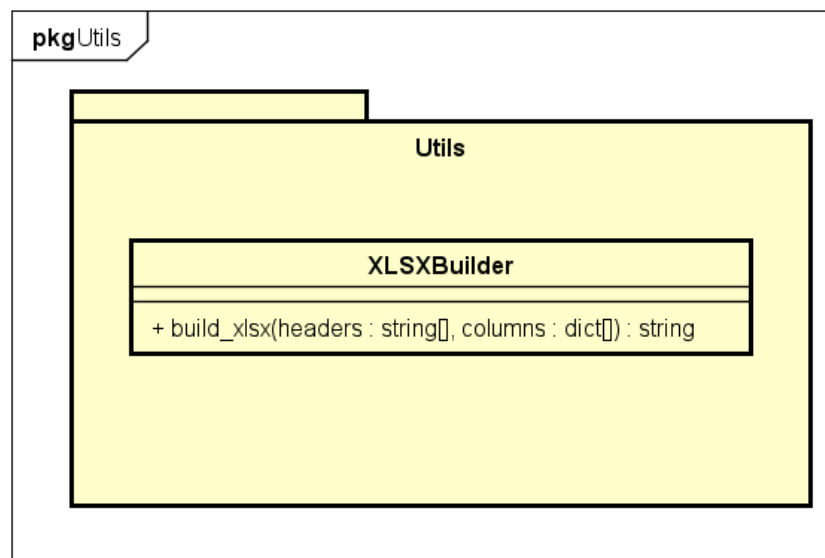 pkgUtils
Utils
XLSXBuilder
+ build_xlsx(headers : string[], columns : dict[]) : string